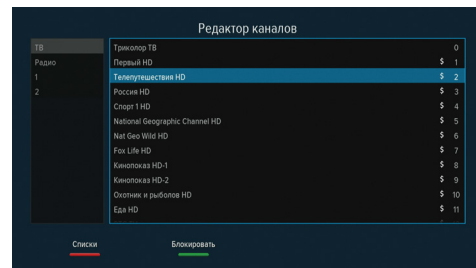 Редактор каналов
ТВ
Радио
1
2
Триколор ТВ 0
Первый HD $ 1
Телепутешествия HD $ 2
Россия HD $ 3
Спорт 1 HD $ 4
National Geographic Channel HD $ 5
Nat Geo Wild HD $ 6
Fox Life HD $ 7
Кинопоказ HD-1 $ 8
Кинопоказ HD-2 $ 9
Охотник и рыболов HD $ 10
Еда HD $ 11
Списки Блокировать